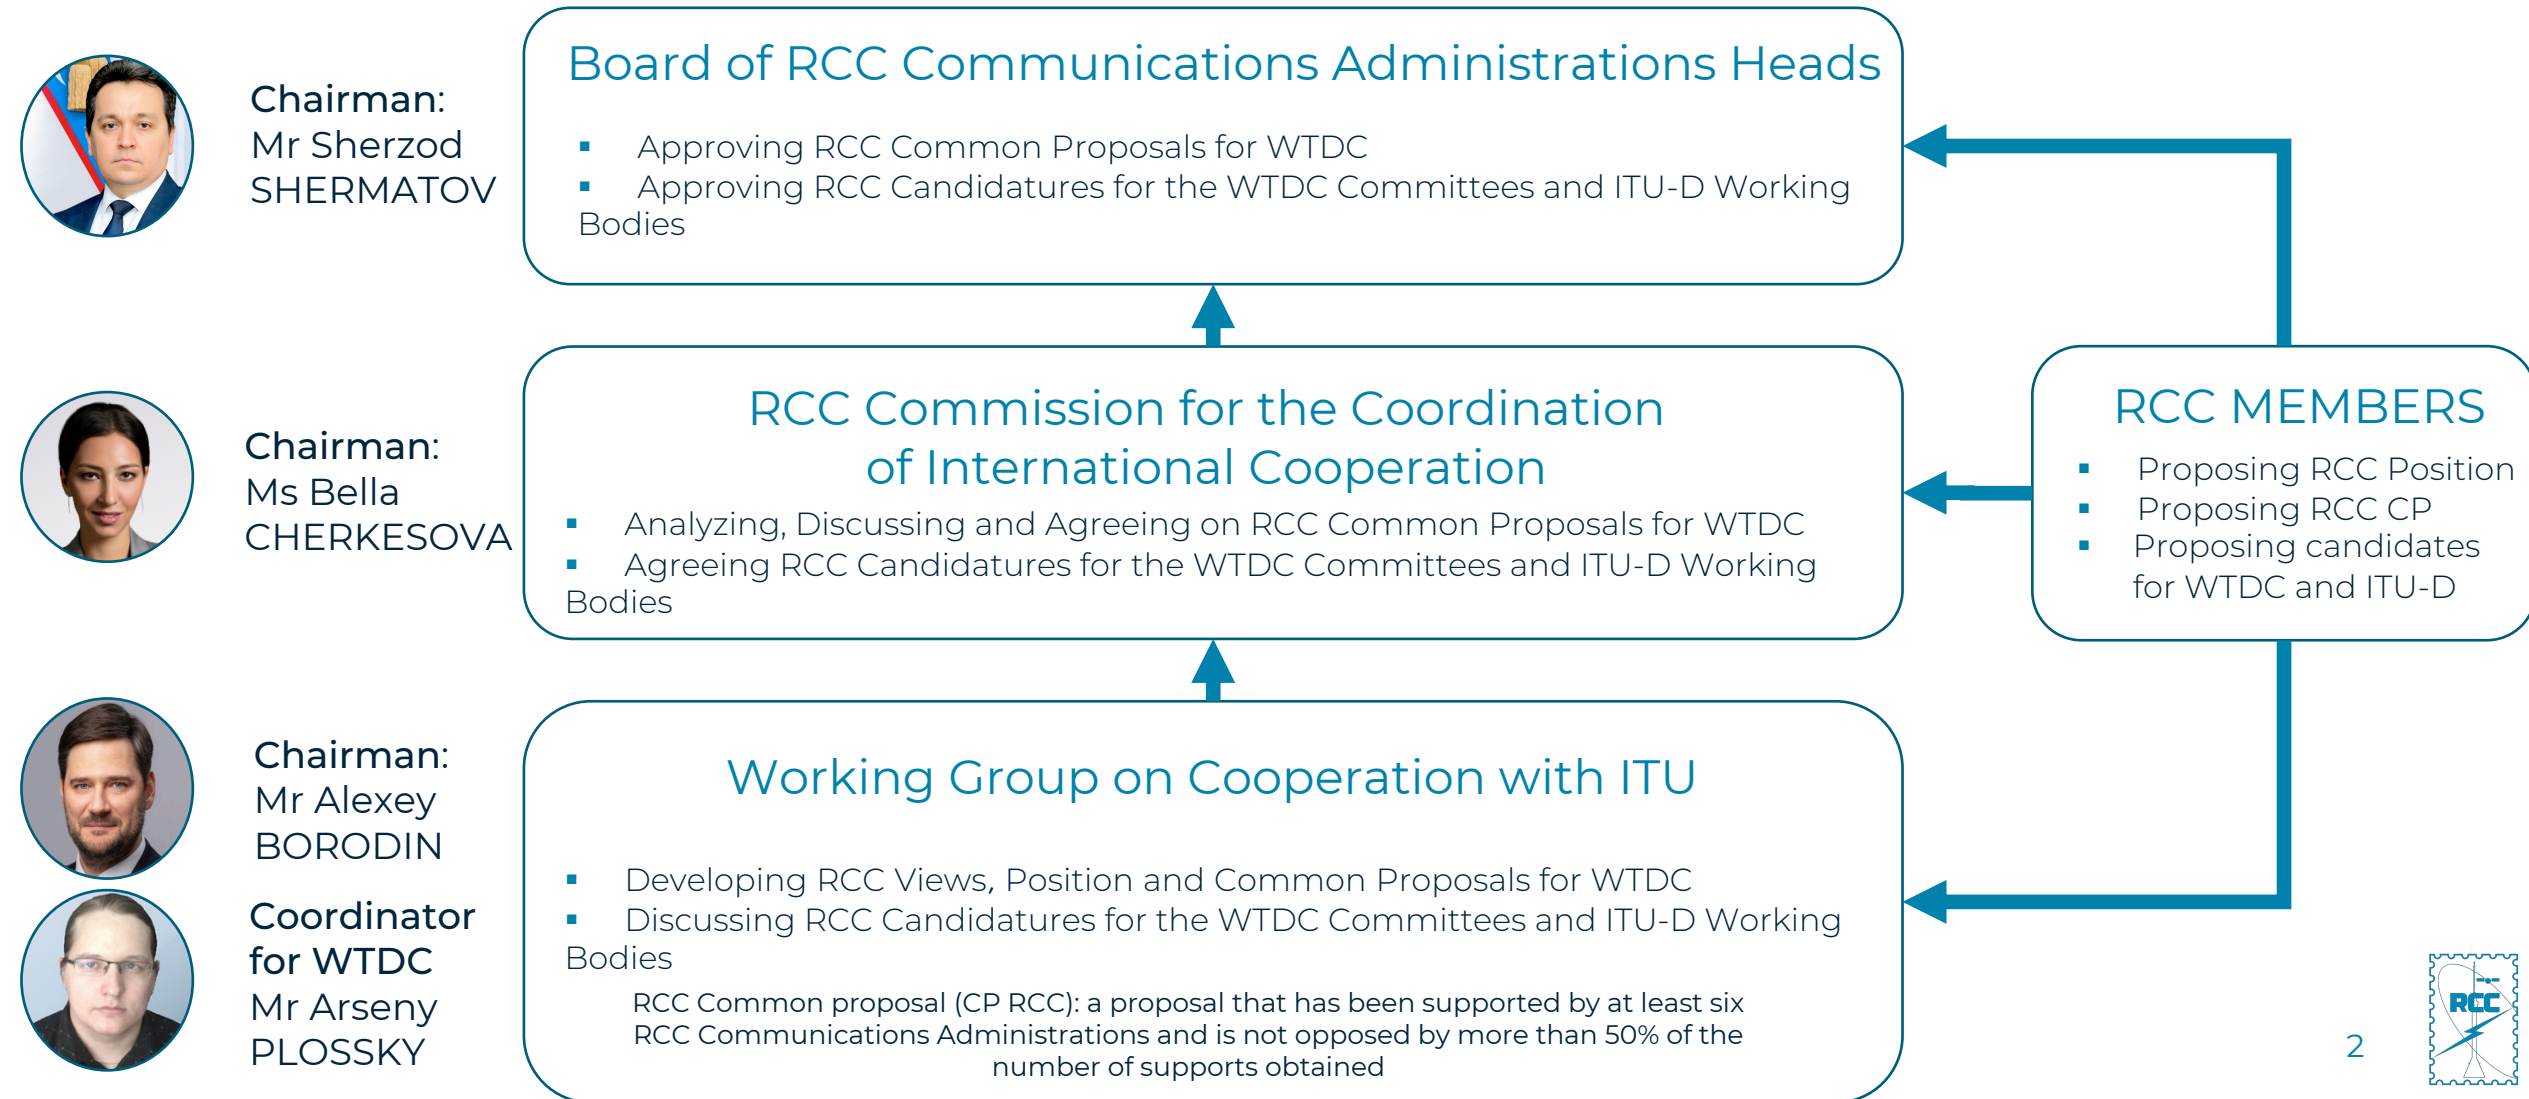 Chairman:
Mr Sherzod
SHERMATOV
Board of RCC Communications Administrations Heads
▪ Approving RCC Common Proposals for WTDC
▪ Approving RCC Candidatures for the WTDC Committees and ITU-D Working
Bodies
Chairman:
Ms Bella
CHERKESOVA
RCC Commission for the Coordination
of International Cooperation
▪ Analyzing, Discussing and Agreeing on RCC Common Proposals for WTDC
▪ Agreeing RCC Candidatures for the WTDC Committees and ITU-D Working
Bodies
RCC MEMBERS
▪ Proposing RCC Position
▪ Proposing RCC CP
▪ Proposing candidates
for WTDC and ITU-D
Chairman:
Mr Alexey
BORODIN
Coordinator
for WTDC
Mr Arseny
PLOSSKY
Working Group on Cooperation with ITU
▪ Developing RCC Views, Position and Common Proposals for WTDC
▪ Discussing RCC Candidatures for the WTDC Committees and ITU-D Working
Bodies
RCC Common proposal (CP RCC): a proposal that has been supported by at least six
RCC Communications Administrations and is not opposed by more than 50% of the
number of supports obtained
2
RCC